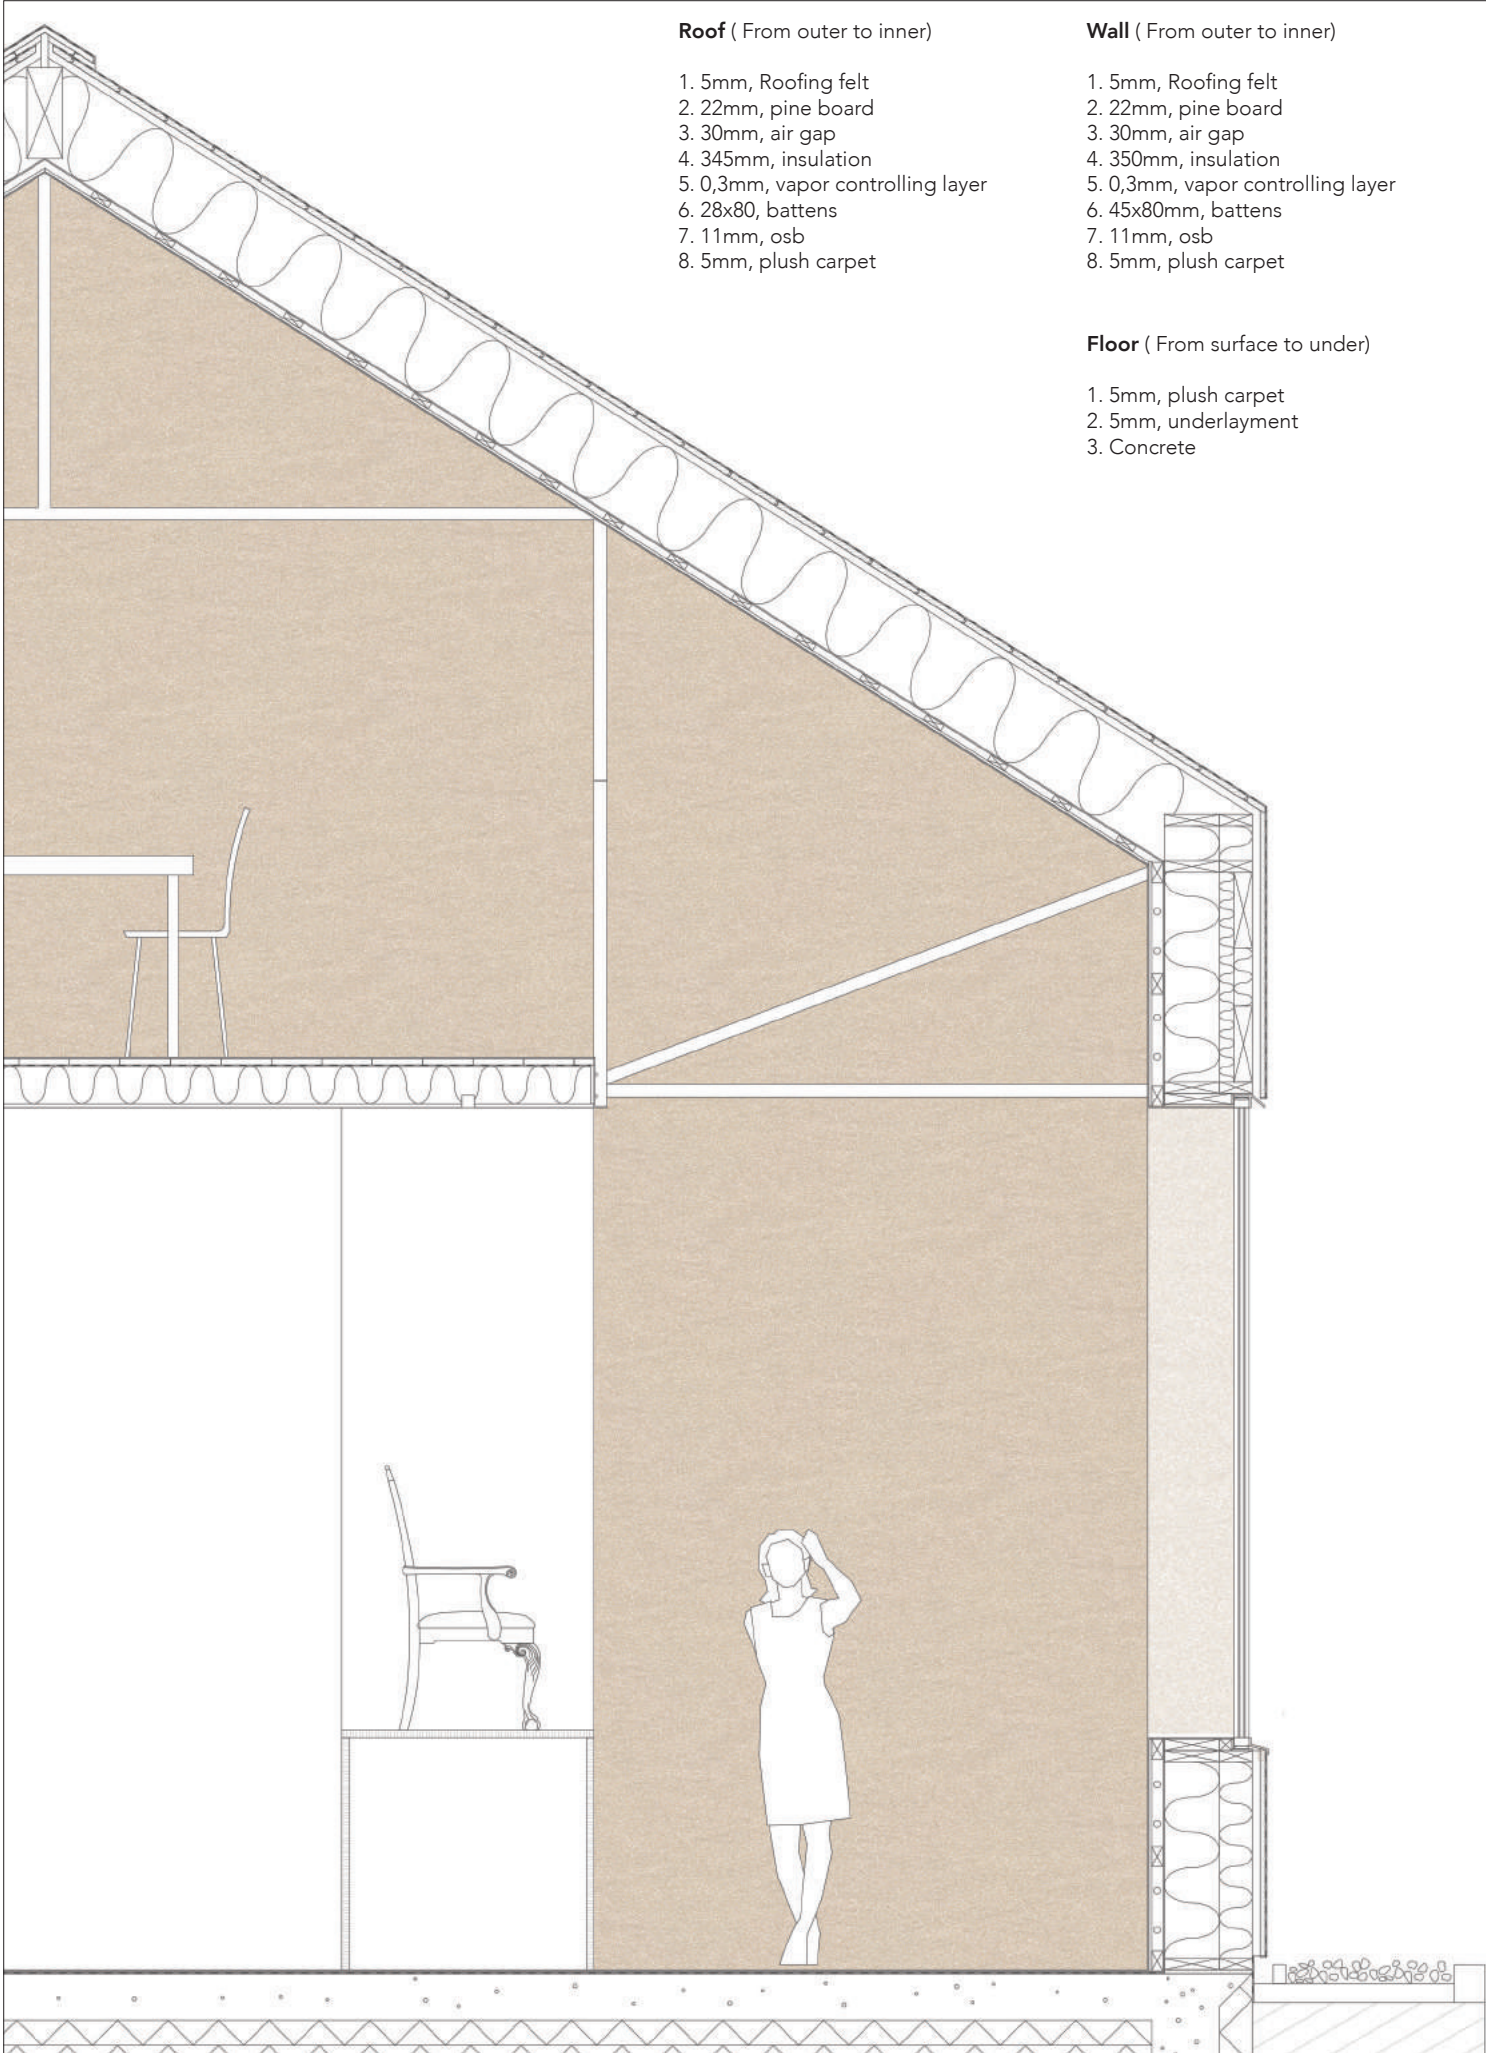 Roof ( From outer to inner)
1. 5mm, Roofing felt
2. 22mm, pine board
3. 30mm, air gap
4. 345mm, insulation
5. 0,3mm, vapor controlling layer
6. 28x80, battens
7. 11mm, osb
8. 5mm, plush carpet
Wall ( From outer to inner)
1. 5mm, Roofing felt
2. 22mm, pine board
3. 30mm, air gap
4. 350mm, insulation
5. 0,3mm, vapor controlling layer
6. 45x80mm, battens
7. 11mm, osb
8. 5mm, plush carpet
Floor ( From surface to under)
1. 5mm, plush carpet
2. 5mm, underlayment
3. Concrete